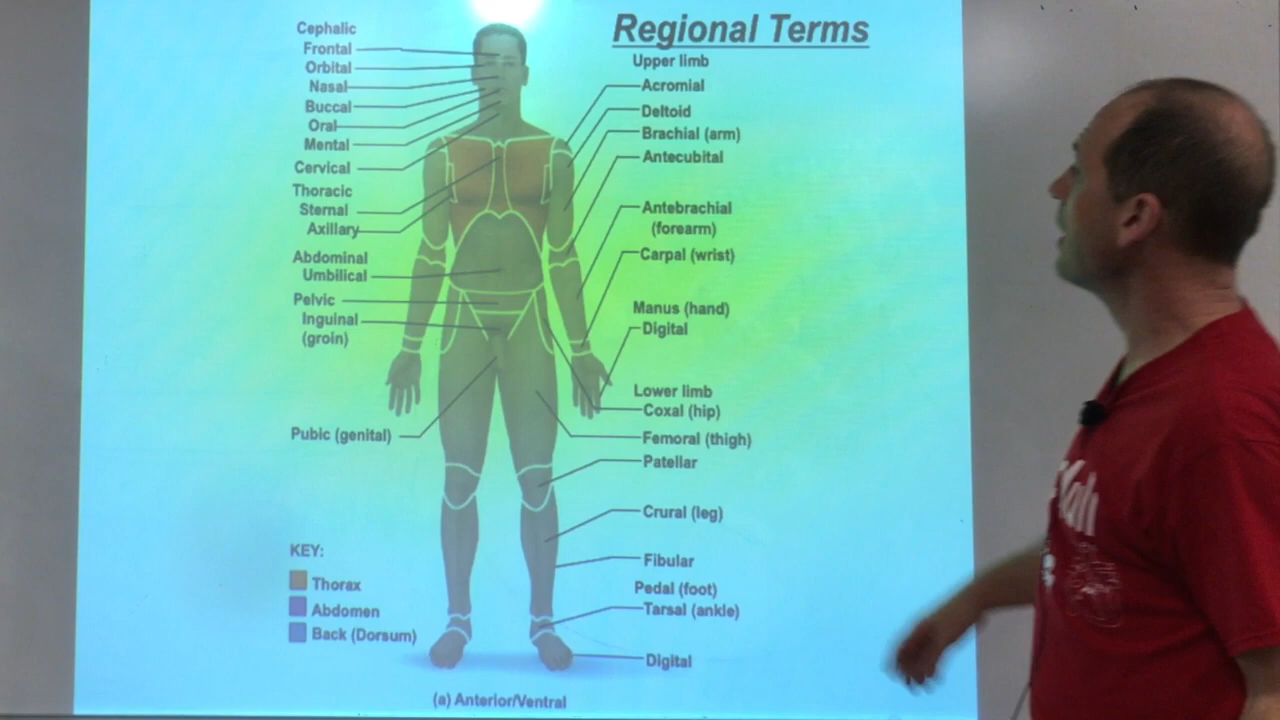 Regional Terms
Cephalic
Frontal
Orbital
Nasal
Buccal
Oral
Mental
Cervical
Thoracic
Sternal
Axillary
Abdominal
Umbilical
Pelvic
Inguinal
(groin)
Pubic (genital)
Upper limb
Acromial
Deltoid
Brachial (arm)
Antecubital
Antebrachial
(forearm)
Carpal (wrist)
Manus (hand)
Digital
Lower limb
Coxal (hip)
Femoral (thigh)
Patellar
Crural (leg)
Fibular
Pedal (foot)
Tarsal (ankle)
Digital
KEY:
Thorax
Abdomen
Back (Dorsum)
(a) Anterior/Ventral